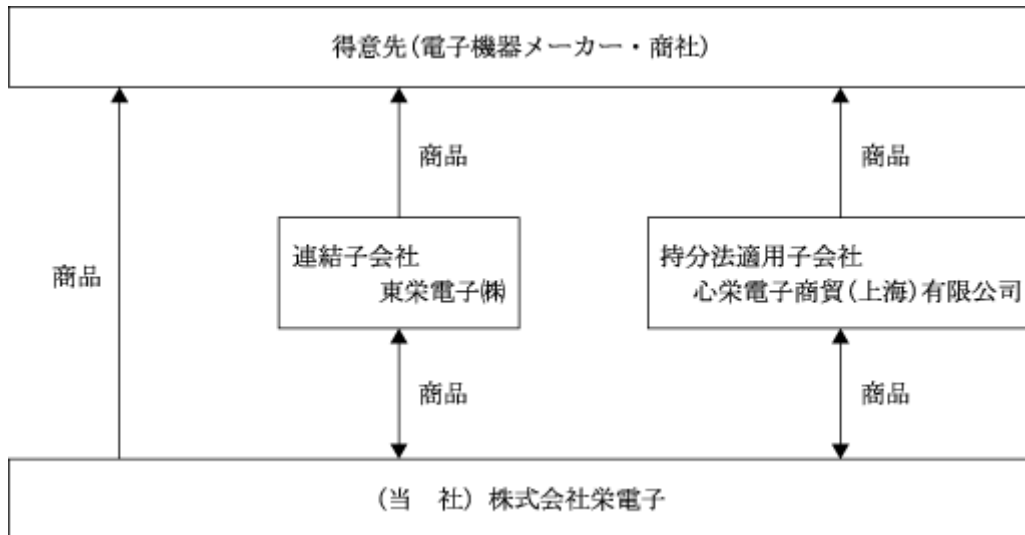 得意先(電子機器メーカー・商社)
商品
商品
連結子会社
東栄電子㈱
持分法適用子会社
心栄電子商貿(上海)有限公司
商品
商品
商品
(当　社) 株式会社栄電子